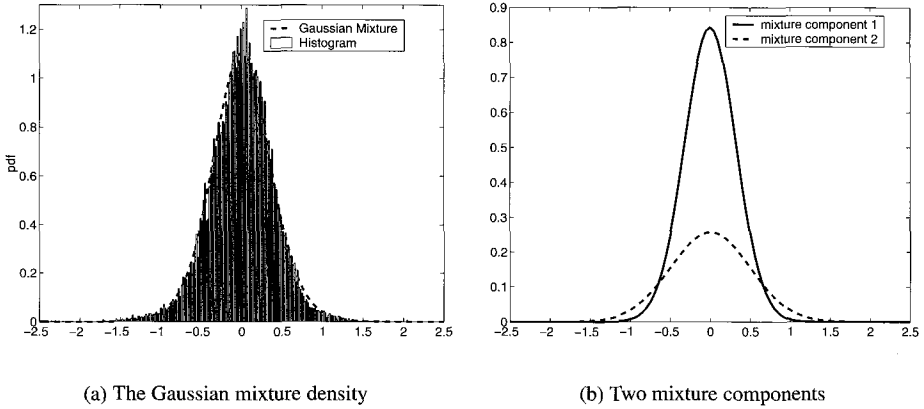 Gaussian Mixture
Histogram
pdf
1.2
1
0.8
0.6
0.4
0.2
0
−2.5 −2 −1.5 −1 −0.5 0 0.5 1 1.5 2 2.5
(a) The Gaussian mixture density
mixture component 1
mixture component 2
0.9
0.8
0.7
0.6
0.5
0.4
0.3
0.2
0.1
0
−2.5 −2 −1.5 −1 −0.5 0 0.5 1 1.5 2 2.5
(b) Two mixture components